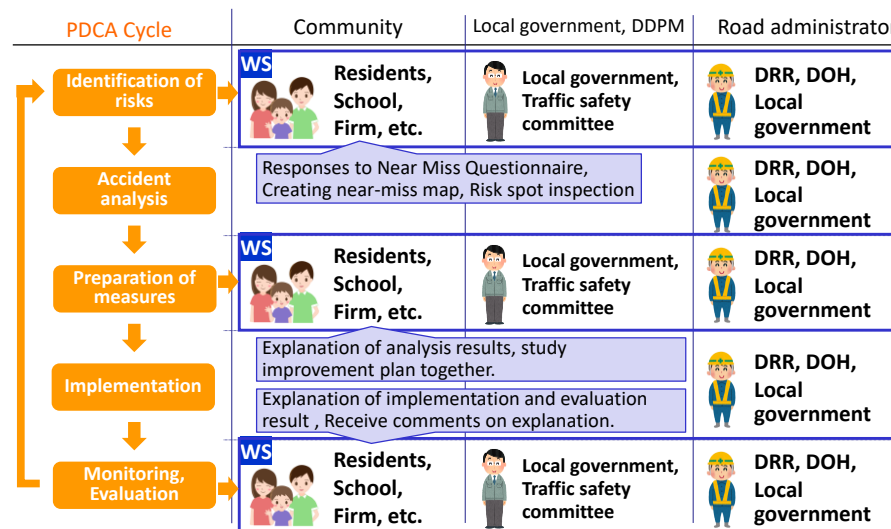 PDCA Cycle
Community
Local government, DDPM
Road administrator
Identification of
risks
WS
Residents,
School,
Firm, etc.
Local government,
Traffic safety
committee
DRR, DOH,
Local
government
Accident
analysis
Responses to Near Miss Questionnaire,
Creating near-miss map, Risk spot inspection
DRR, DOH,
Local
government
Preparation of
measures
WS
Residents,
School,
Firm, etc.
Local government,
Traffic safety
committee
DRR, DOH,
Local
government
Implementation
Explanation of analysis results, study
improvement plan together.
Explanation of implementation and evaluation
result , Receive comments on explanation.
DRR, DOH,
Local
government
Monitoring,
Evaluation
WS
Residents,
School,
Firm, etc.
Local government,
Traffic safety
committee
DRR, DOH,
Local
government